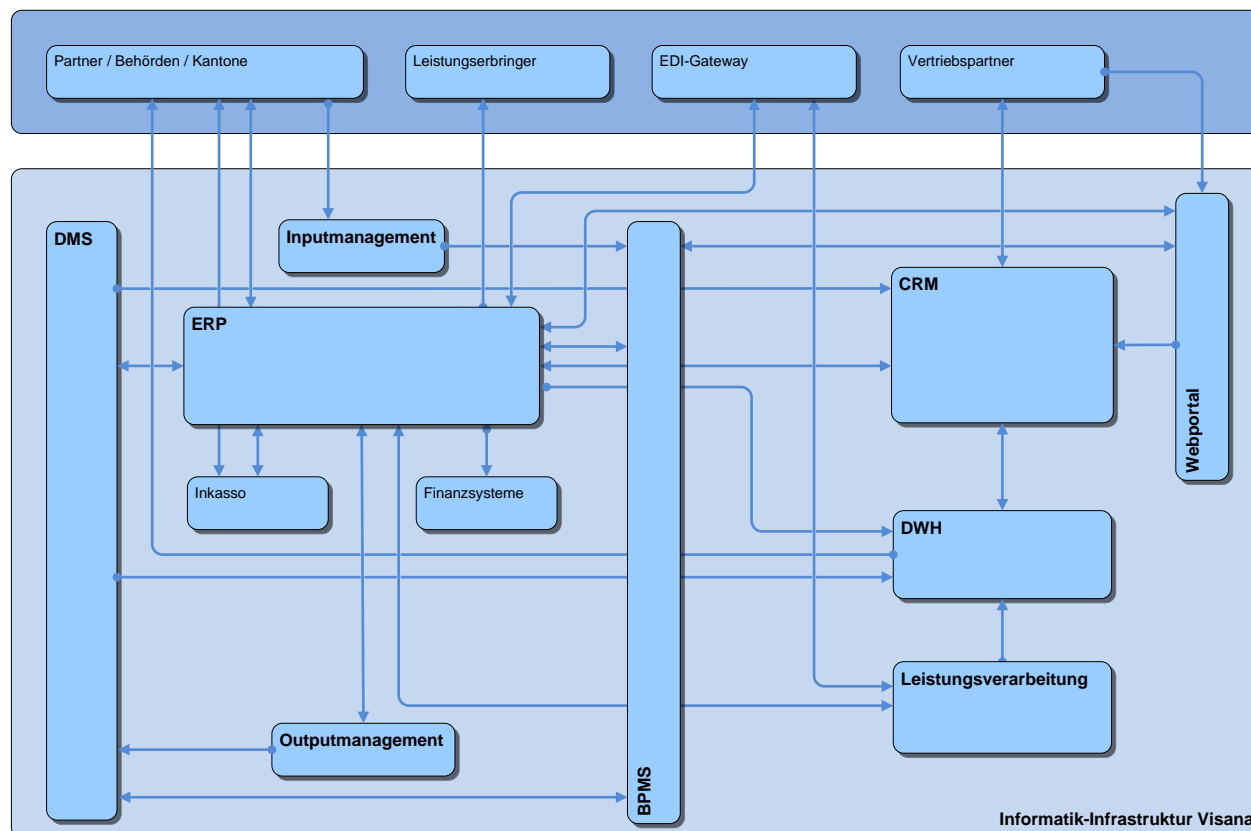 Partner / Behörden / Kantone
Leistungserbringer
EDI-Gateway
Vertriebspartner
DMS
Inputmanagement
CRM
ERP
Webportal
Inkasso
Finanzsysteme
DWH
Leistungsverarbeitung
Outputmanagement
BPMS
Informatik-Infrastruktur Visana